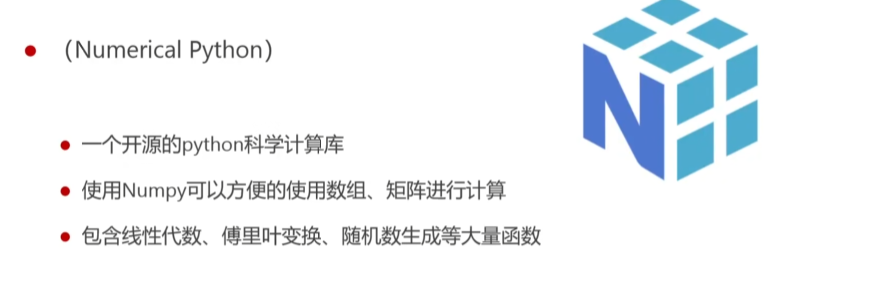 （Numerical Python）
一个开源的python科学计算库
使用Numpy可以方便的使用数组、矩阵进行计算
包含线性代数、傅里叶变换、随机数生成等大量函数